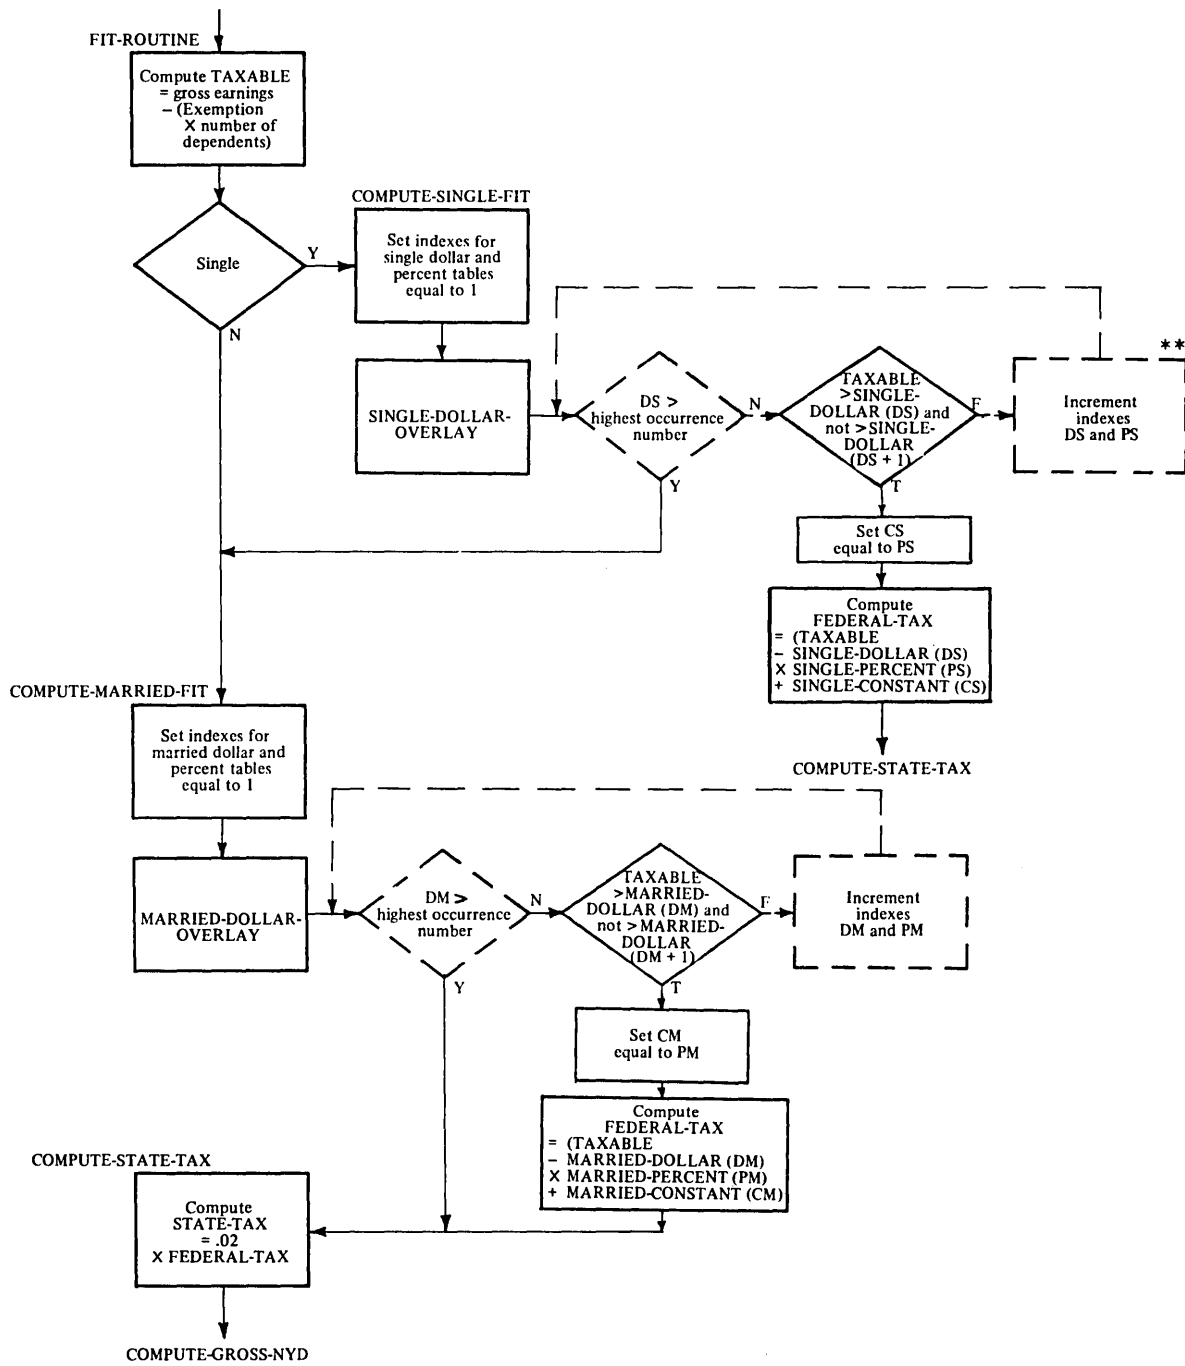 FIT-ROUTINE
Compute TAXABLE
= gross earnings
− (Exemption
X number of
dependents)
Single
Y
N
COMPUTE-SINGLE-FIT
Set indexes for
single dollar and
percent tables
equal to 1
SINGLE-DOLLAR-
OVERLAY
DS >
highest occurrence
number
N
Y
TAXABLE
>SINGLE-
DOLLAR (DS) and
not >SINGLE-
DOLLAR
(DS + 1)
F
T
**
Increment
indexes
DS and PS
Set CS
equal to PS
Compute
FEDERAL-TAX
= (TAXABLE
− SINGLE-DOLLAR (DS)
X SINGLE-PERCENT (PS)
+ SINGLE-CONSTANT (CS)
COMPUTE-STATE-TAX
COMPUTE-MARRIED-FIT
Set indexes for
married dollar and
percent tables
equal to 1
MARRIED-DOLLAR-
OVERLAY
DM >
highest occurrence
number
N
Y
TAXABLE
>MARRIED-
DOLLAR (DM) and
not >MARRIED-
DOLLAR
(DM + 1)
F
T
Increment
indexes
DM and PM
Set CM
equal to PM
Compute
FEDERAL-TAX
= (TAXABLE
− MARRIED-DOLLAR (DM)
X MARRIED-PERCENT (PM)
+ MARRIED-CONSTANT (CM)
COMPUTE-STATE-TAX
Compute
STATE-TAX
= .02
X FEDERAL-TAX
COMPUTE-GROSS-NYD